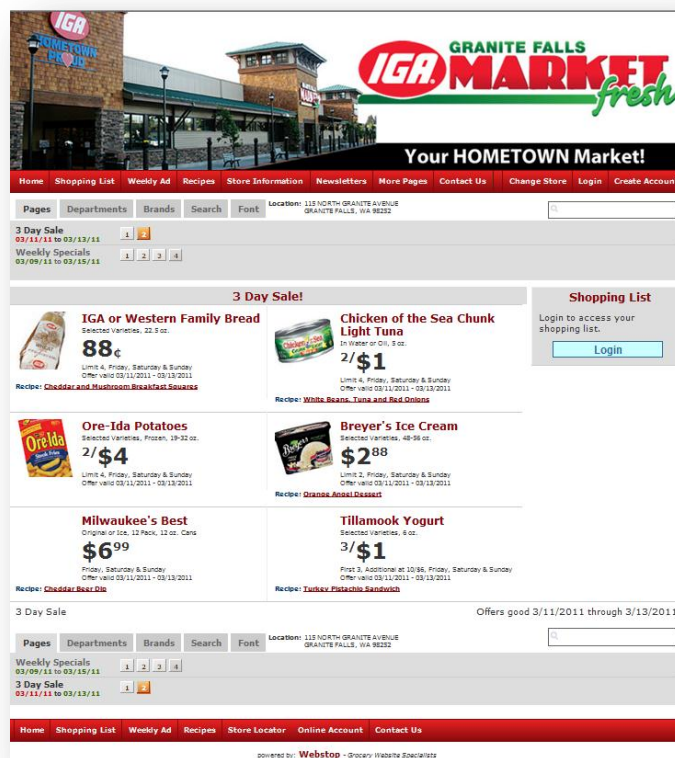 IGA
HOMETOWN
PROUD
GRANITE FALLS
IGA MARKET
fresh
Your HOMETOWN Market!
Home Shopping List Weekly Ad Recipes Store Information Newsletters More Pages Contact Us Change Store Login Create Accoun
Pages Departments Brands Search Font Location: 115 NORTH GRANITE AVENUE
GRANITE FALLS, WA 98252
3 Day Sale
03/11/11 to 03/13/11 1 2
Weekly Specials
03/09/11 to 03/15/11 1 2 3 4
3 Day Sale!
IGA or Western Family Bread
Selected Varieties, 22.5 oz.
88¢
Limit 4, Friday, Saturday & Sunday
Offer valid 03/11/2011 - 03/13/2011
Recipe: Cheddar and Mushroom Breakfast Squares
Chicken of the Sea Chunk
Light Tuna
In Water or Oil, 5 oz.
2/$1
Limit 4, Friday, Saturday & Sunday
Offer valid 03/11/2011 - 03/13/2011
Recipe: White Beans, Tuna and Red Onions
Shopping List
Login to access your
shopping list.
Login
Ore-Ida
Steak Fries
Ore-Ida Potatoes
Selected Varieties, Frozen, 19-32 oz.
2/$4
Limit 4, Friday, Saturday & Sunday
Offer valid 03/11/2011 - 03/13/2011
Breyers
Breyer's Ice Cream
Selected Varieties, 48-56 oz.
$2 88
Limit 2, Friday, Saturday & Sunday
Offer valid 03/11/2011 - 03/13/2011
Recipe: Orange Angel Dessert
Milwaukee's Best
Original or Ice, 12 Pack, 12 oz. Cans
$6 99
Friday, Saturday & Sunday
Offer valid 03/11/2011 - 03/13/2011
Recipe: Cheddar Beer Dip
Tillamook Yogurt
Selected Varieties, 6 oz.
3/$1
First 3, Additional at 10/$6, Friday, Saturday & Sunday
Offer valid 03/11/2011 - 03/13/2011
Recipe: Turkey Pistachio Sandwich
3 Day Sale Offers good 3/11/2011 through 3/13/2011
Pages Departments Brands Search Font Location: 115 NORTH GRANITE AVENUE
GRANITE FALLS, WA 98252
Weekly Specials
03/09/11 to 03/15/11 1 2 3 4
3 Day Sale
03/11/11 to 03/13/11 1 2
Home Shopping List Weekly Ad Recipes Store Locator Online Account Contact Us
powered by: Webstop - Grocery Website Specialists